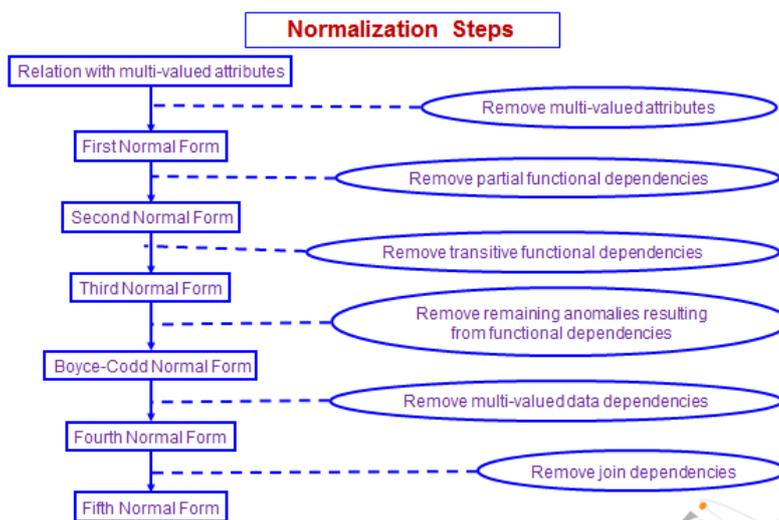 Normalization Steps
Relation with multi-valued attributes
Remove multi-valued attributes
First Normal Form
Remove partial functional dependencies
Second Normal Form
Remove transitive functional dependencies
Third Normal Form
Remove remaining anomalies resulting
from functional dependencies
Boyce-Codd Normal Form
Remove multi-valued data dependencies
Fourth Normal Form
Remove join dependencies
Fifth Normal Form